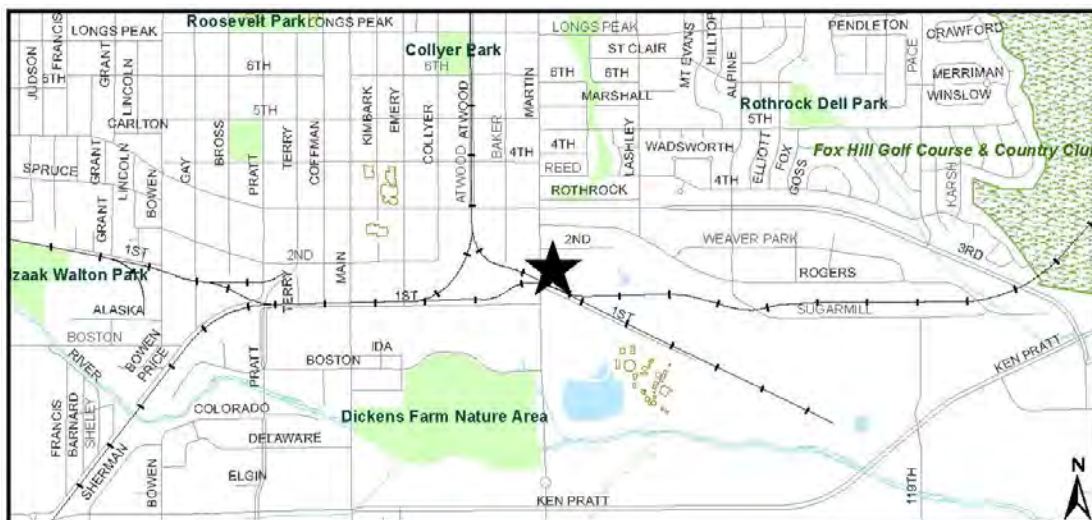 Roosevelt Park
LONGS PEAK
LONGS PEAK
LONGS PEAK
LONGS PEAK
PENDLETON
CRAWFORD
JUDSON
FRANCIS
GRANT
LINCOLN
Collyer Park
ST CLAIR
MT EVANS
HILLTOP
ALPINE
PACE
6TH
6TH
6TH
6TH
6TH
6TH
MERRIMAN
WINSLOW
MARTIN
MARSHALL
Rothrock Dell Park
5TH
5TH
CARLTON
BROSS
TERRY
COFFMAN
KIMBARK
EMERY
COLLYER
ATWOOD
ATWOOD
BAKER
4TH
4TH
REED
LASHLEY
WADSWORTH
ELLIOTT
FOX
GOSS
Fox Hill Golf Course & Country Club
SPRUCE
GRANT
LINCOLN
BOWEN
GAY
PRATT
ROTHROCK
4TH
KARSH
GRANT
1ST
2ND
MAIN
2ND
WEAVER PARK
3RD
Izaak Walton Park
TERRY
1ST
ROGERS
ALASKA
1ST
SUGARMILL
BOSTON
BOWEN
PRICE
RIVER
PRATT
IDA
BOSTON
KEN PRATT
FRANCIS
BARNARD
SHELEY
COLORADO
Dickens Farm Nature Area
DELAWARE
SHERMAN
BOWEN
ELGIN
KEN PRATT
119TH
N